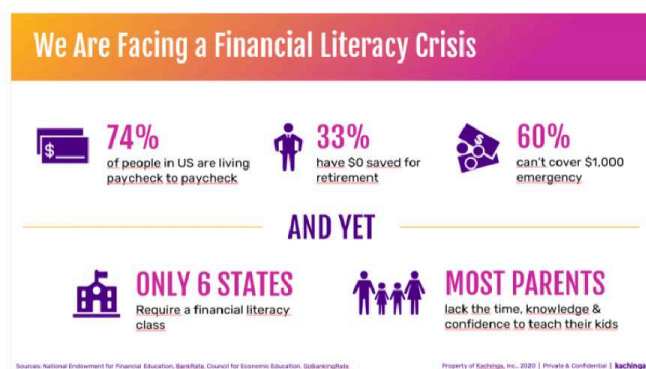 We Are Facing a Financial Literacy Crisis
74%
of people in US are living
paycheck to paycheck
33%
have $0 saved for
retirement
60%
can't cover $1,000
emergency
$
$
AND YET
ONLY 6 STATES
Require a financial literacy
class
MOST PARENTS
lack the time, knowledge &
confidence to teach their kids
Sources: National Endowment for Financial Education, BankRate, Council for Economic Education, GoBankingRate
Property of Kachings, Inc., 2020 | Private & Confidential | kachinga